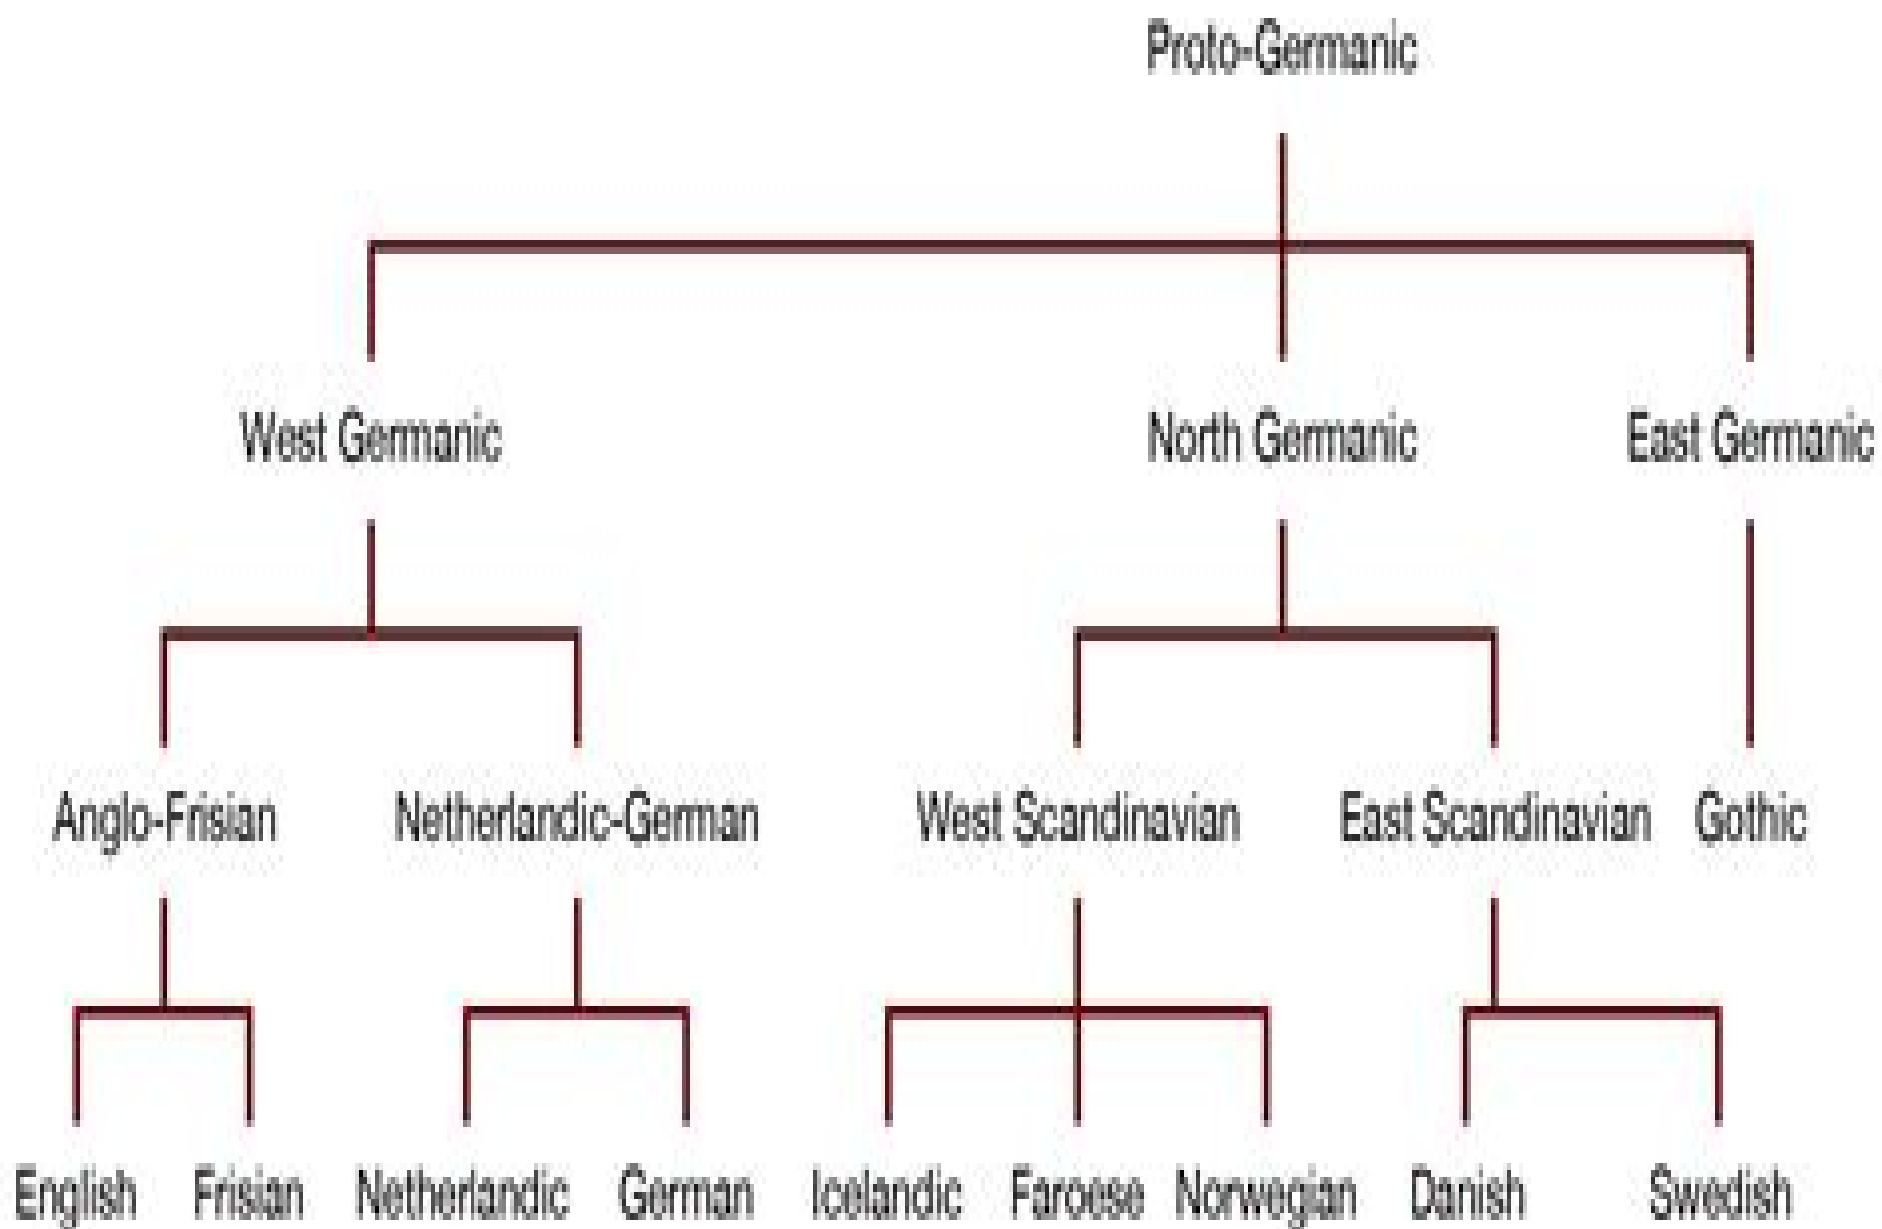 Proto-Germanic
West Germanic North Germanic East Germanic
Anglo-Frisian Netherlandic-German West Scandinavian East Scandinavian Gothic
English Frisian Netherlandic German Icelandic Faroese Norwegian Danish Swedish